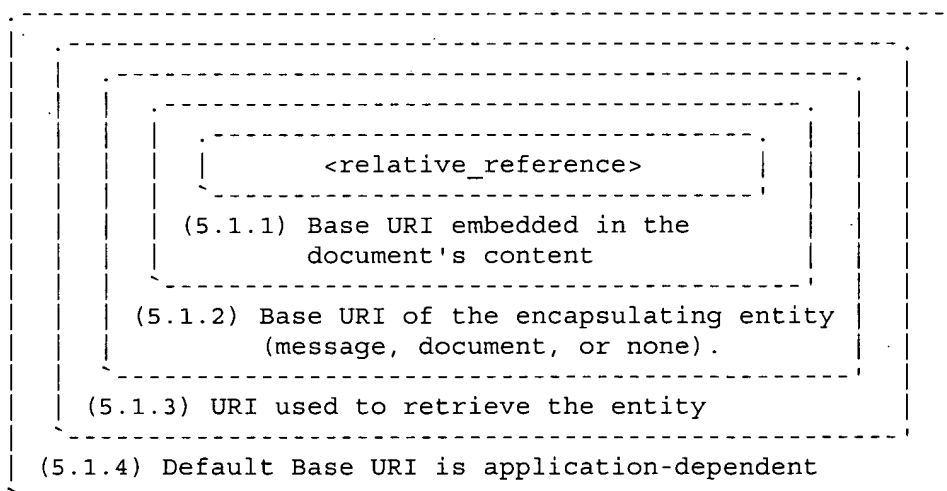 <relative_reference>
(5.1.1) Base URI embedded in the
document's content
(5.1.2) Base URI of the encapsulating entity
(message, document, or none).
(5.1.3) URI used to retrieve the entity
(5.1.4) Default Base URI is application-dependent